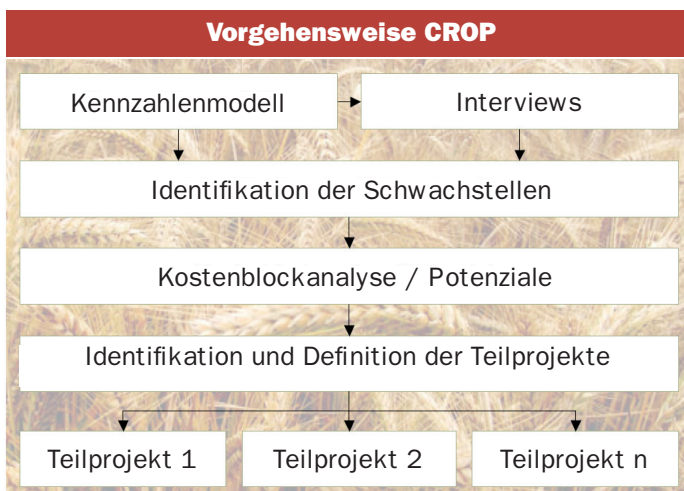 Vorgehensweise CROP
Kennzahlenmodell
Interviews
Identifikation der Schwachstellen
Kostenblockanalyse / Potenziale
Identifikation und Definition der Teilprojekte
Teilprojekt 1
Teilprojekt 2
Teilprojekt n